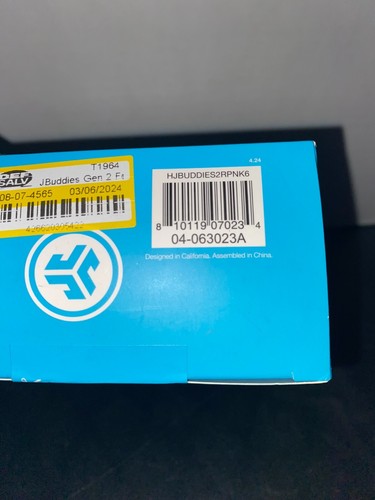 T1964
JBuddies Gen 2 F
08-07-4565 03/06/2024
4.24
HJBUDDIES2RPNK6
8 10119 07023 4
04-063023A
Designed in California. Assembled in China.